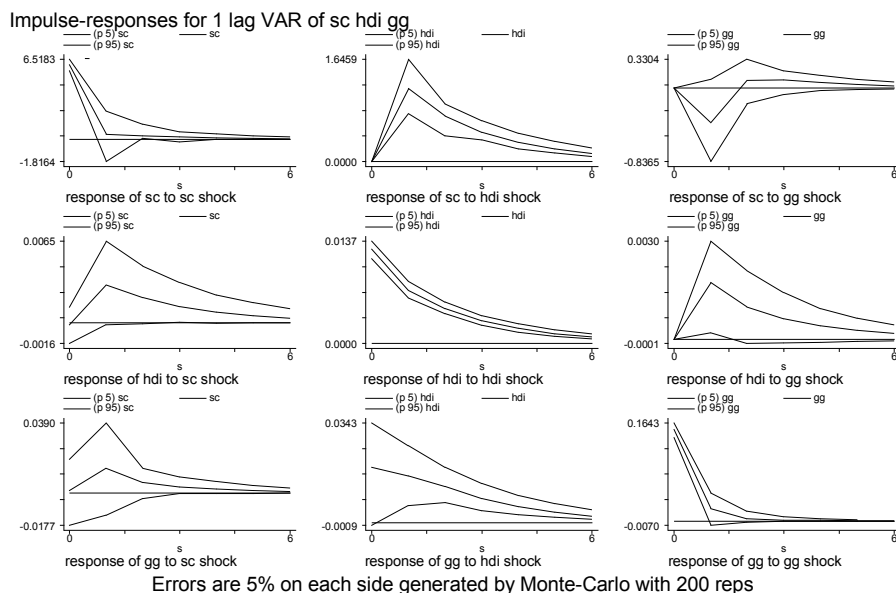 Impulse-responses for 1 lag VAR of sc hdi gg
(p 5) sc sc
(p 95) sc
6.5183
-1.8164
0 6
s
response of sc to sc shock
(p 5) hdi hdi
(p 95) hdi
1.6459
0.0000
0 6
s
response of sc to hdi shock
(p 5) gg gg
(p 95) gg
0.3304
-0.8365
0 6
s
response of sc to gg shock
(p 5) sc sc
(p 95) sc
0.0065
-0.0016
0 6
s
response of hdi to sc shock
(p 5) hdi hdi
(p 95) hdi
0.0137
0.0000
0 6
s
response of hdi to hdi shock
(p 5) gg gg
(p 95) gg
0.0030
-0.0001
0 6
s
response of hdi to gg shock
(p 5) sc sc
(p 95) sc
0.0390
-0.0177
0 6
s
response of gg to sc shock
(p 5) hdi hdi
(p 95) hdi
0.0343
-0.0009
0 6
s
response of gg to hdi shock
(p 5) gg gg
(p 95) gg
0.1643
-0.0070
0 6
s
response of gg to gg shock
Errors are 5% on each side generated by Monte-Carlo with 200 reps